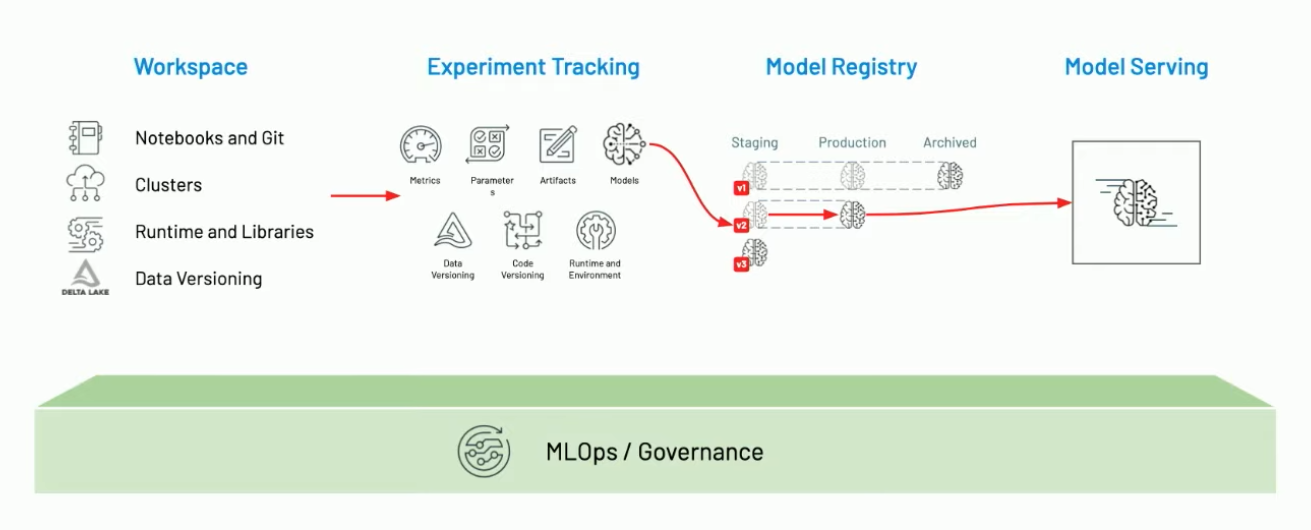 Workspace
Experiment Tracking
Model Registry
Model Serving
Notebooks and Git
Clusters
Runtime and Libraries
DELTA LAKE
Data Versioning
Metrics
Parameter
s
Artifacts
Models
Data
Versioning
Code
Versioning
Runtime and
Environment
Staging
Production
Archived
v1
v2
v3
MLOps / Governance